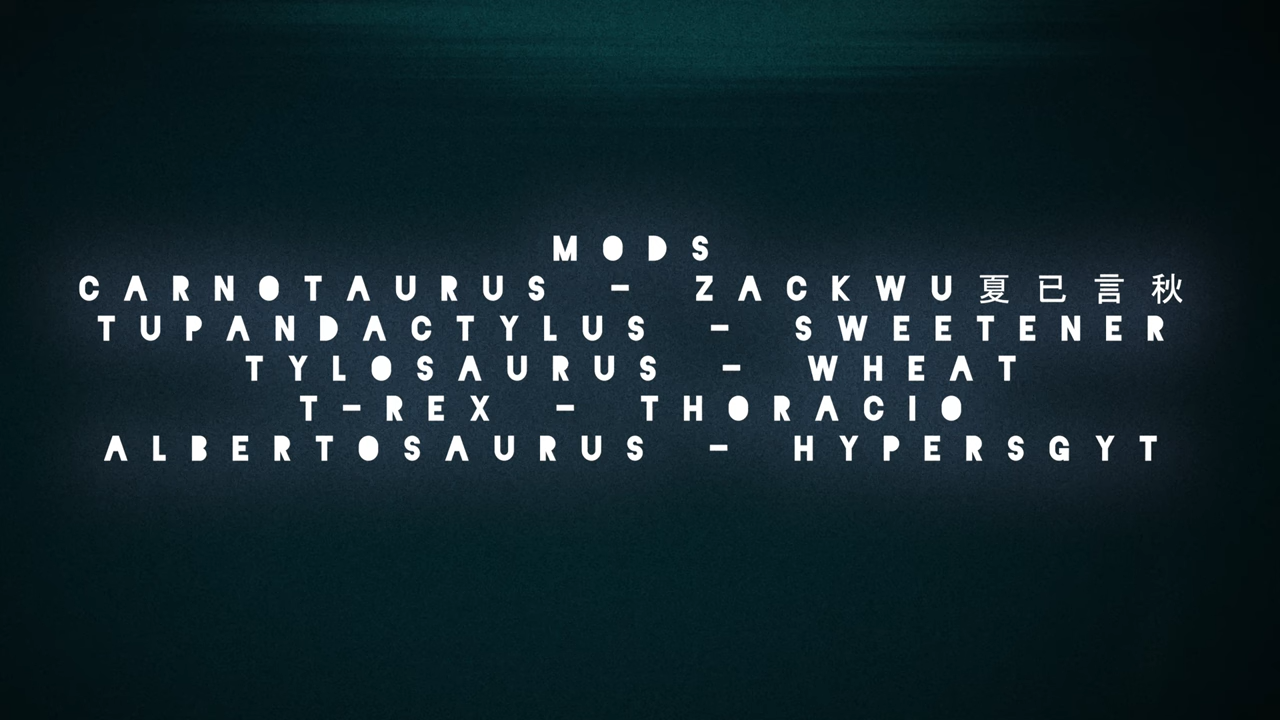 MODS
CARNOTAURUS - ZACKWU夏已言秋
TUPANDACTYLUS - SWEETENER
TYLOSAURUS - WHEAT
T-REX - THORACIO
ALBERTOSAURUS - HYPERSGYT